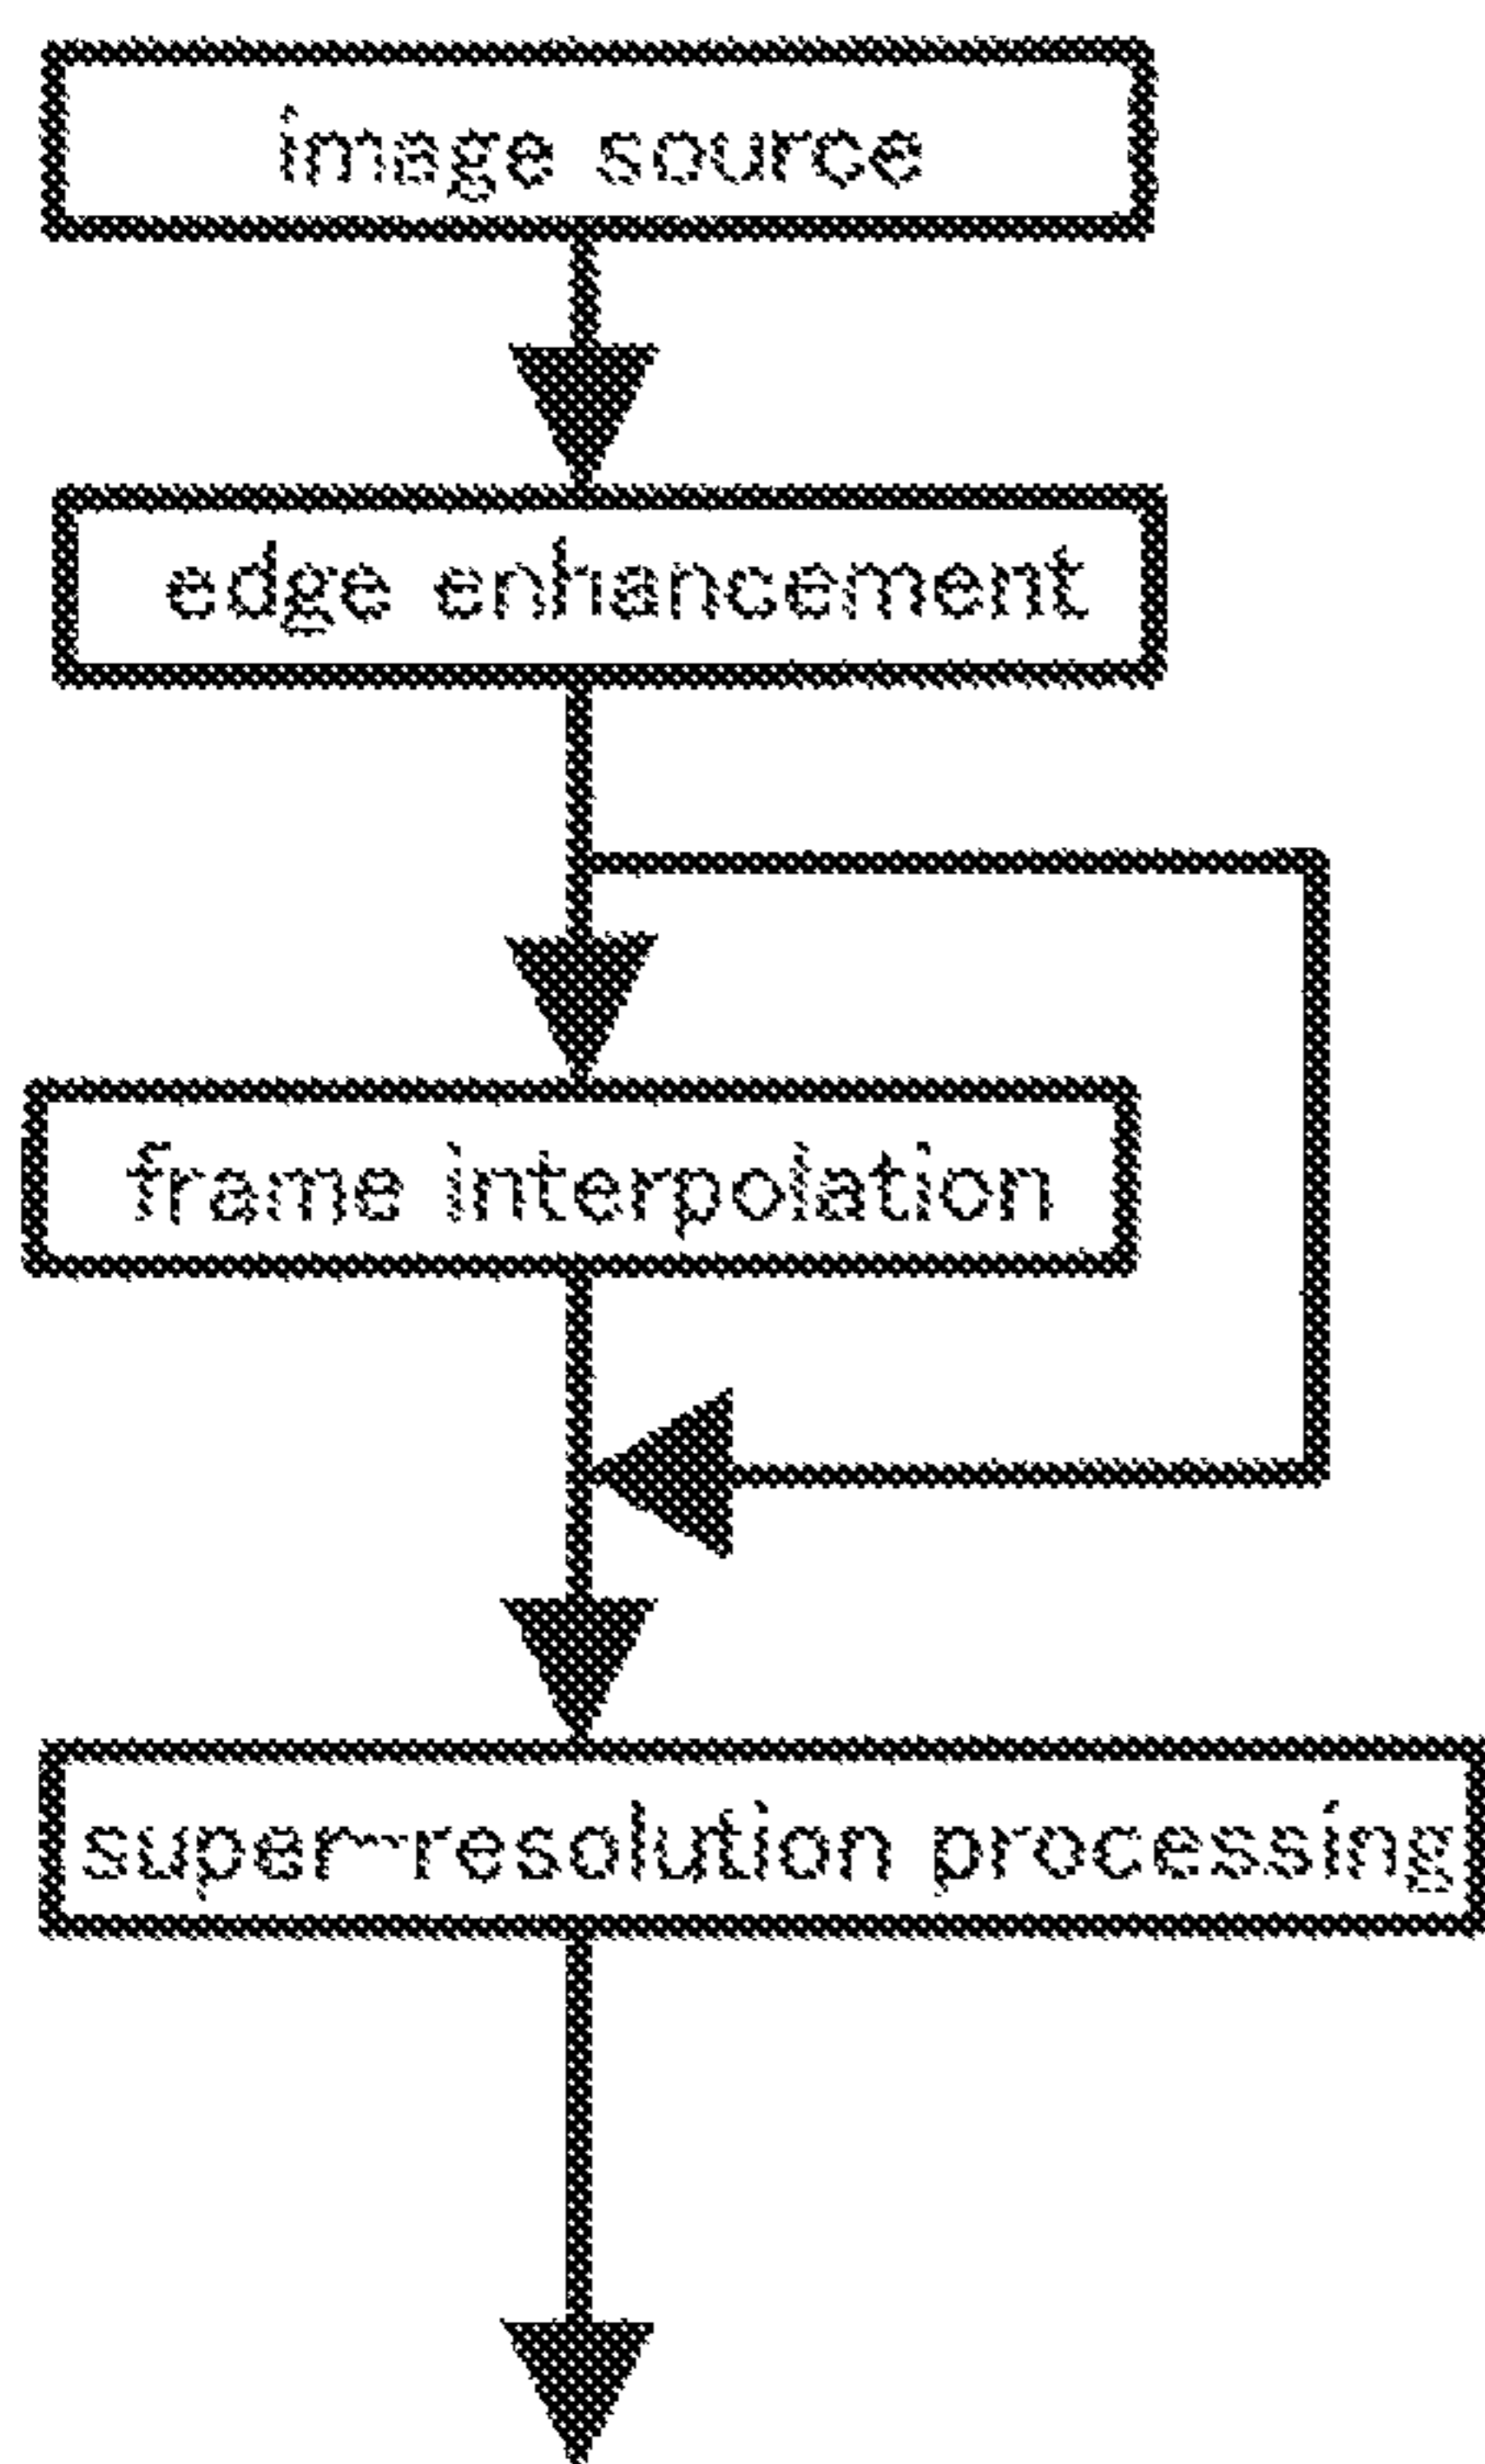 image source
edge enhancement
frame interpolation
super-resolution processing